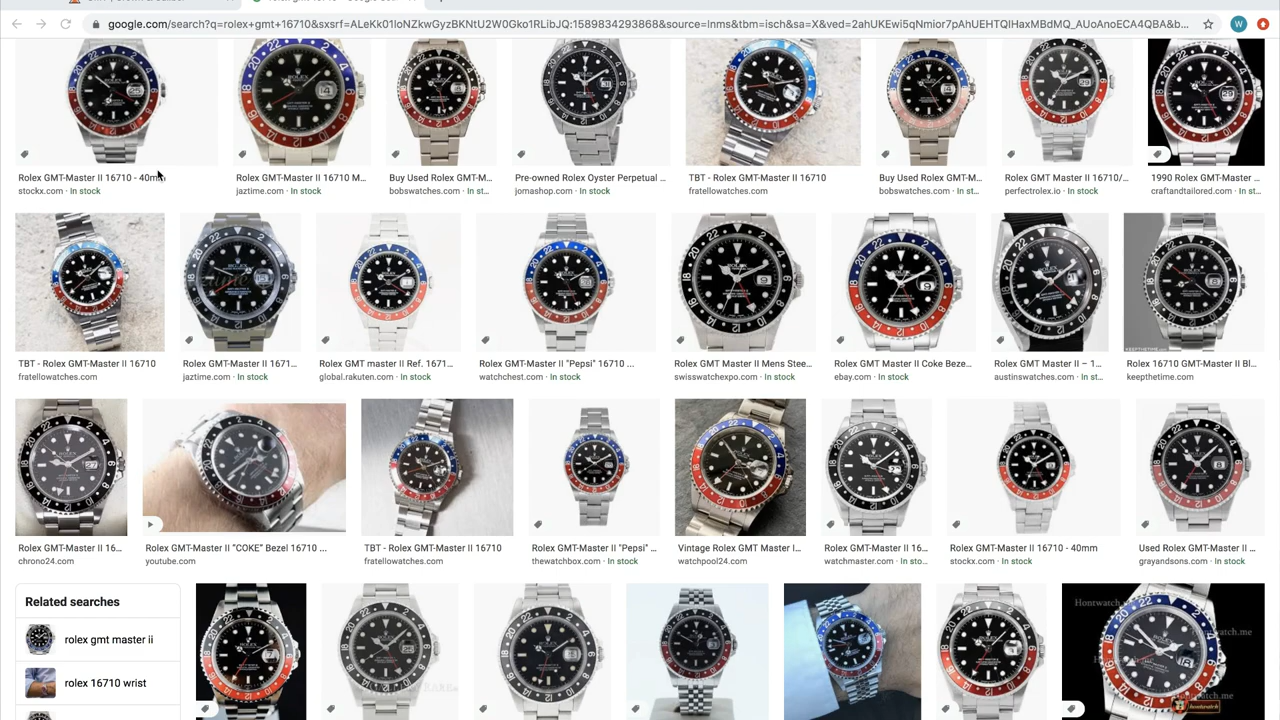 google.com/search?q=rolex+gmt+16710&sxsrf=ALeKk01loNZkwGyzBKNtU2W0Gko1RLibJQ:1589834293868&source=lnms&tbm=isch&sa=X&ved=2ahUKEwi5qNmior7pAhUEHTQIHaxMBdMQ_AUoAnoECA4QBA&b...
W
Rolex GMT-Master II 16710 - 40mm
stockx.com · In stock
Rolex GMT-Master II 16710 M...
jaztime.com · In stock
Buy Used Rolex GMT-M...
bobswatches.com · In st...
Pre-owned Rolex Oyster Perpetual ...
jomashop.com · In stock
TBT - Rolex GMT-Master II 16710
fratellowatches.com
Buy Used Rolex GMT-M...
bobswatches.com · In st...
Rolex GMT Master II 16710/...
perfectrolex.io · In stock
1990 Rolex GMT-Master ...
craftandtailored.com · In st...
TBT - Rolex GMT-Master II 16710
fratellowatches.com
Rolex GMT-Master II 1671...
jaztime.com · In stock
Rolex GMT master II Ref. 1671...
global.rakuten.com · In stock
Rolex GMT-Master II "Pepsi" 16710 ...
watchchest.com · In stock
Rolex GMT Master II Mens Stee...
swisswatchexpo.com · In stock
Rolex GMT Master II Coke Beze...
ebay.com · In stock
Rolex GMT Master II – 1...
austinswatches.com · In st...
KEEPTHETIME.COM
Rolex 16710 GMT-Master II Bl...
keepthetime.com
Rolex GMT-Master II 16...
chrono24.com
Rolex GMT-Master II “COKE” Bezel 16710 ...
youtube.com
TBT - Rolex GMT-Master II 16710
fratellowatches.com
Rolex GMT-Master II "Pepsi" ...
thewatchbox.com · In stock
Vintage Rolex GMT Master I...
watchpool24.com
Rolex GMT-Master II 16...
watchmaster.com · In sto...
Rolex GMT-Master II 16710 - 40mm
stockx.com · In stock
Used Rolex GMT-Master II ...
grayandsons.com · In stock
Related searches
rolex gmt master ii
rolex 16710 wrist
Hontwatch.me
Hontwatch.me
Hontwatch.me